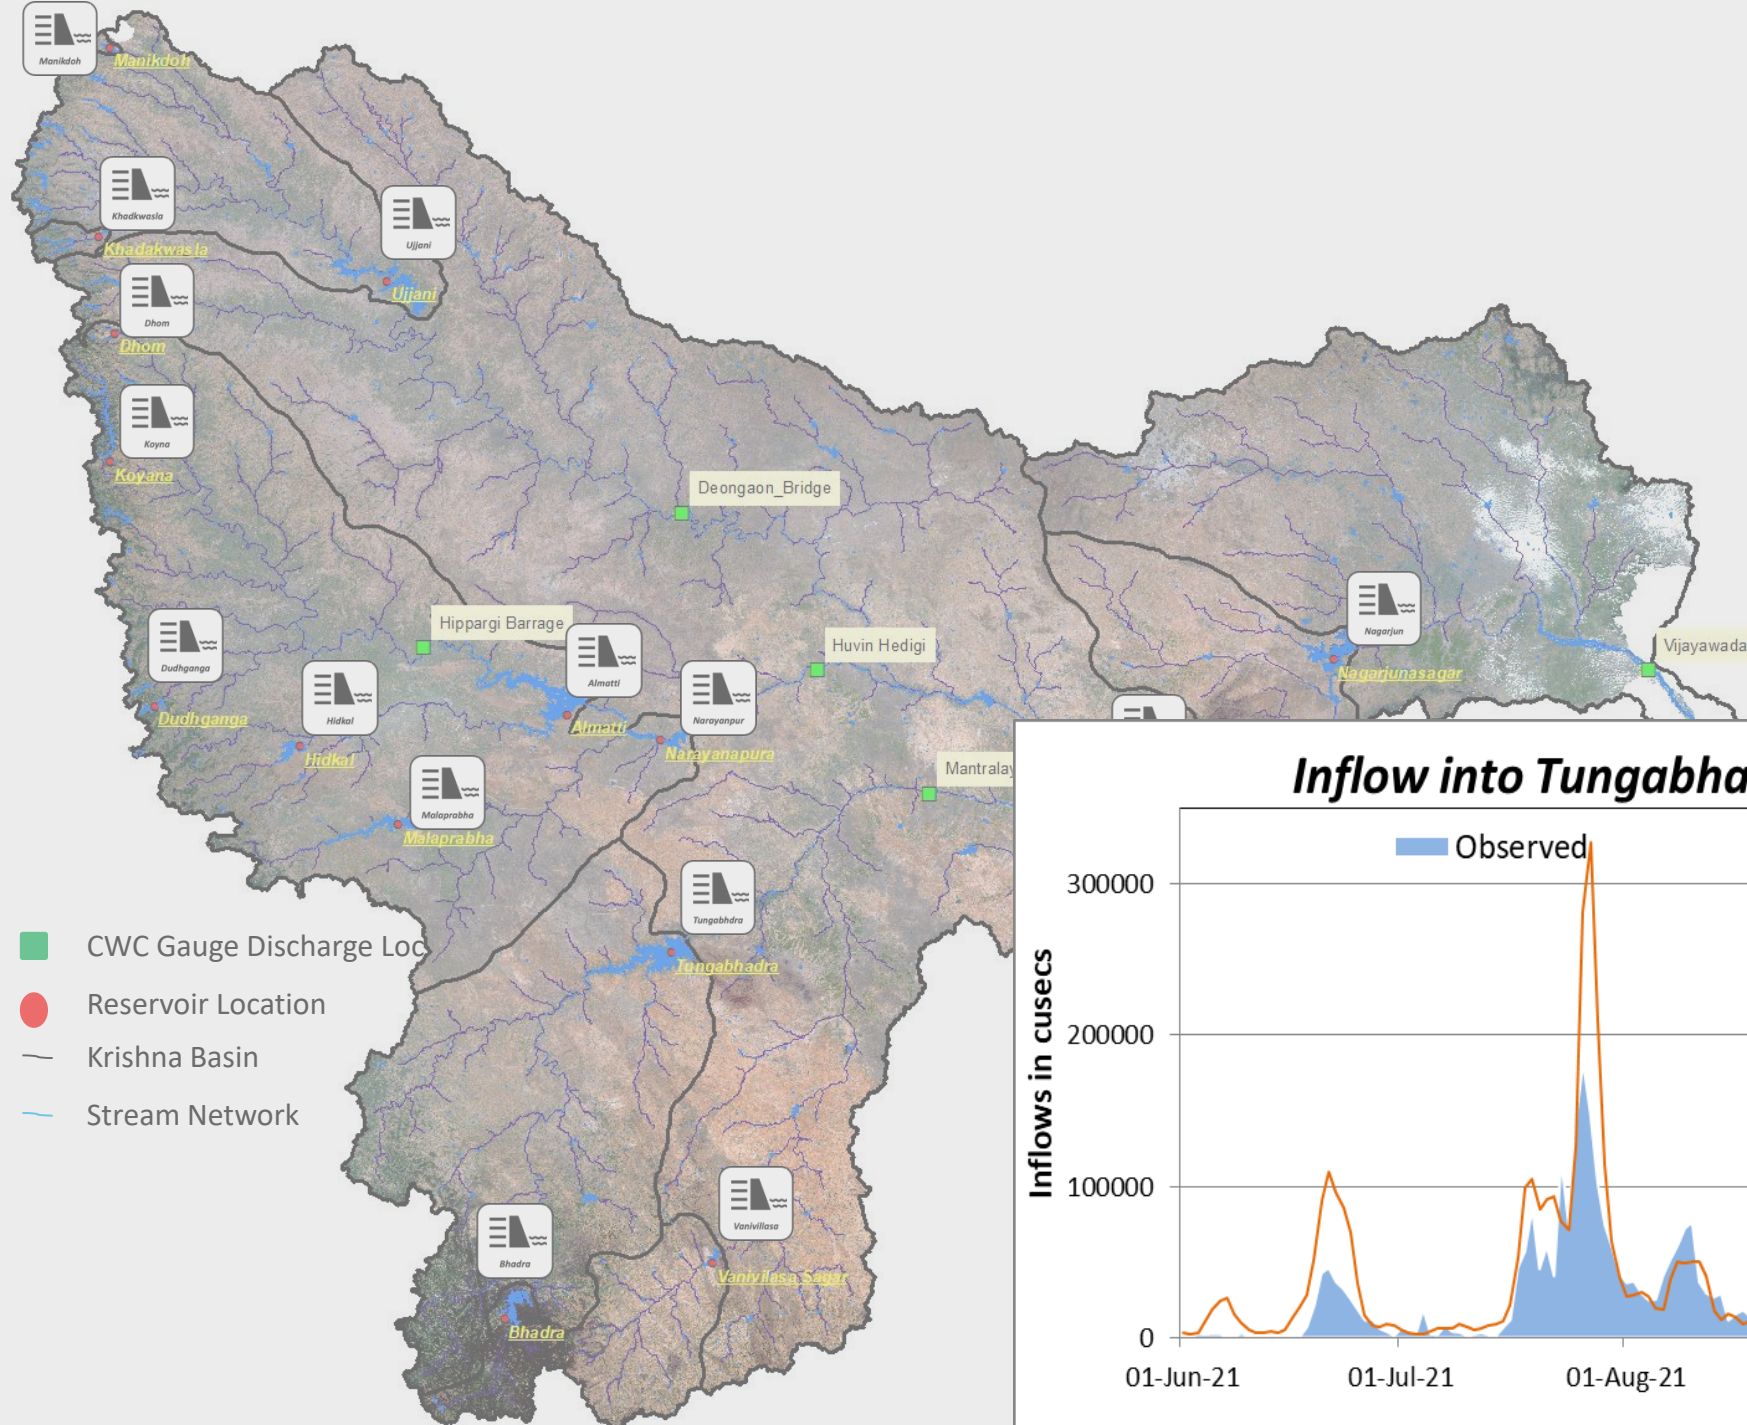 Manikdoh
Manikdoh
Khadkwasla
Khadakwasla
Ujjani
Ujjani
Dhom
Dhom
Koyna
Koyana
Deongaon_Bridge
Hippargi Barrage
Huvin Hedigi
Nagarjun
Nagarjunasagar
Vijayawada
Dudhganga
Dudhganga
Hidkal
Hidkal
Almatti
Almatti
Narayanpur
Narayanapura
Mantralay
Malaprabha
Malaprabha
Tungabhdra
Tungabhadra
Vanivillasa
Vanivilasa Sagar
Bhadra
Bhadra
CWC Gauge Discharge Loc
Reservoir Location
Krishna Basin
Stream Network
Inflow into Tungabha
Observed
Inflows in cusecs
300000
200000
100000
0
01-Jun-21 01-Jul-21 01-Aug-21